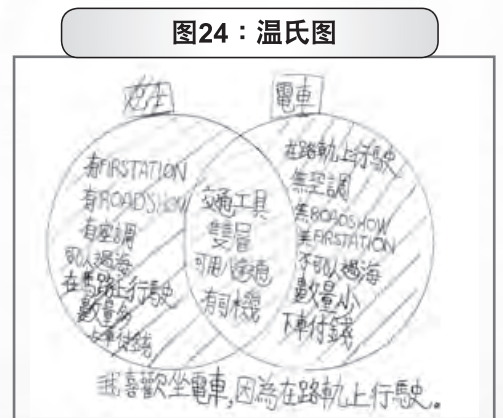 图24：温氏图
巴士
電車
有FIRSTATION
有ROADSHOW
有空調
可以過海
在馬路上行駛
數量多
上車付錢
交通工具
雙層
可用八達通
有司機
在路軌上行駛
無空調
無ROADSHOW
無FIRSTATION
不可以過海
數量小
下車付錢
我喜歡坐電車,因為在路軌上行駛。